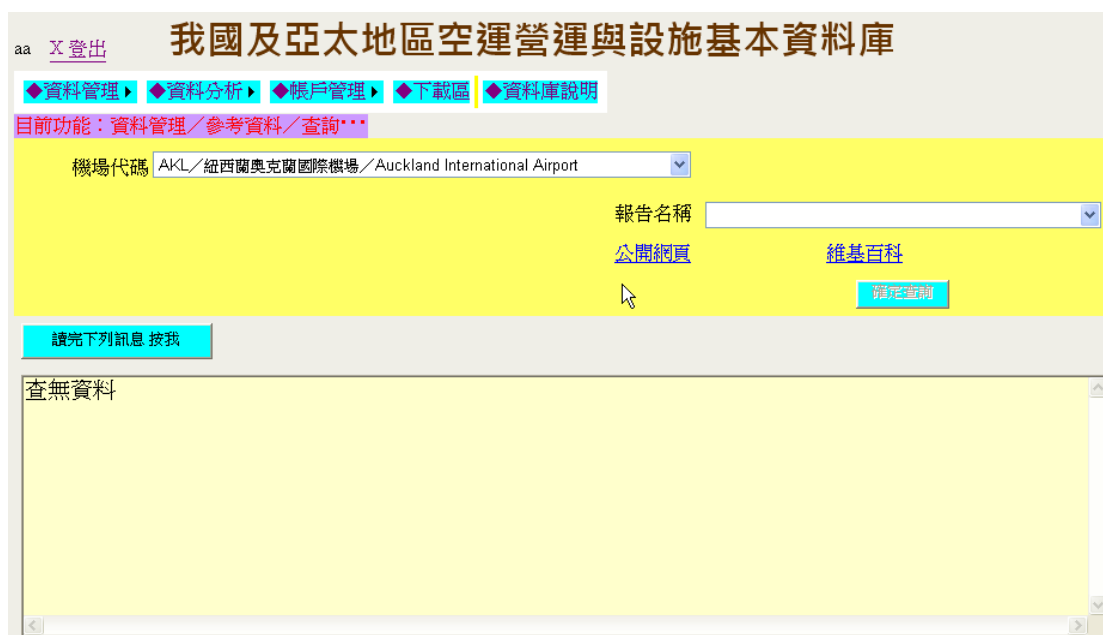 aa X 登出 我國及亞太地區空運營運與設施基本資料庫
◆資料管理 ◆資料分析 ◆帳戶管理 ◆下載區 ◆資料庫說明
目前功能：資料管理／參考資料／查詢···
機場代碼 AKL／紐西蘭奧克蘭國際機場／Auckland International Airport
報告名稱
公開網頁 維基百科
確定查詢
讀完下列訊息 按我
查無資料